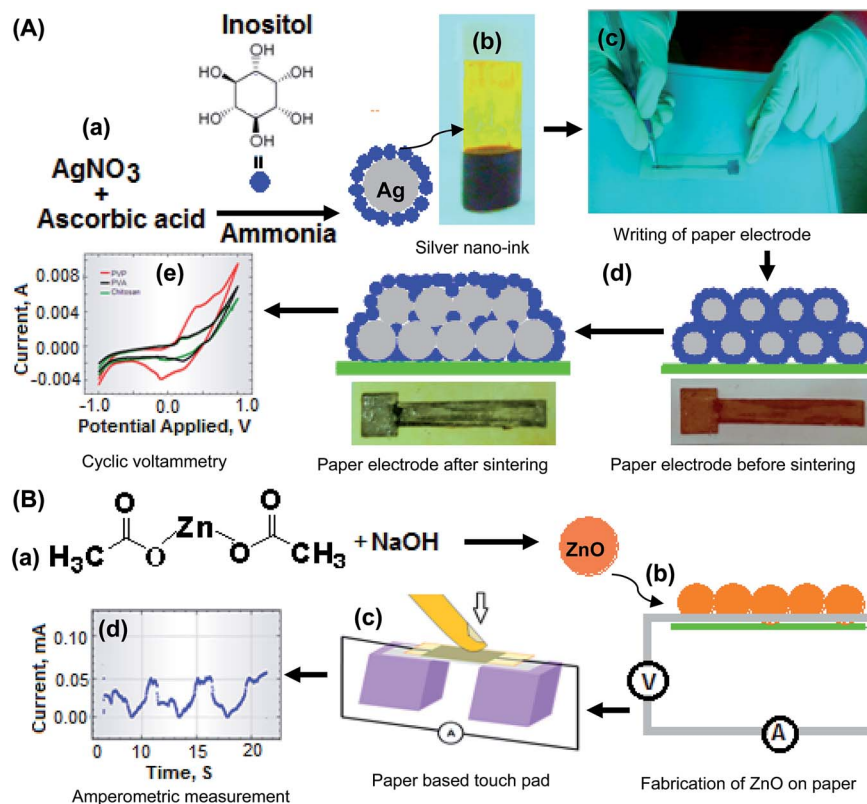 (A)
Inositol
OH
HO
OH
HO
OH
OH
=
(a)
AgNO3
+
Ascorbic acid
Ammonia
Ag
(b)
Silver nano-ink
(c)
Writing of paper electrode
(d)
Paper electrode before sintering
Paper electrode after sintering
(e)
PVP
PVA
Chitosan
0.008
0.004
0.000
-0.004
Current, A
-1.0 0.0 1.0
Potential Applied, V
Cyclic voltammetry
(B)
(a)
O O
H3C O Zn O CH3 + NaOH
ZnO
(b)
V
A
Fabrication of ZnO on paper
(c)
A
Paper based touch pad
(d)
0.10
0.05
0.00
Current, mA
10 15 20
Time, S
Amperometric measurement